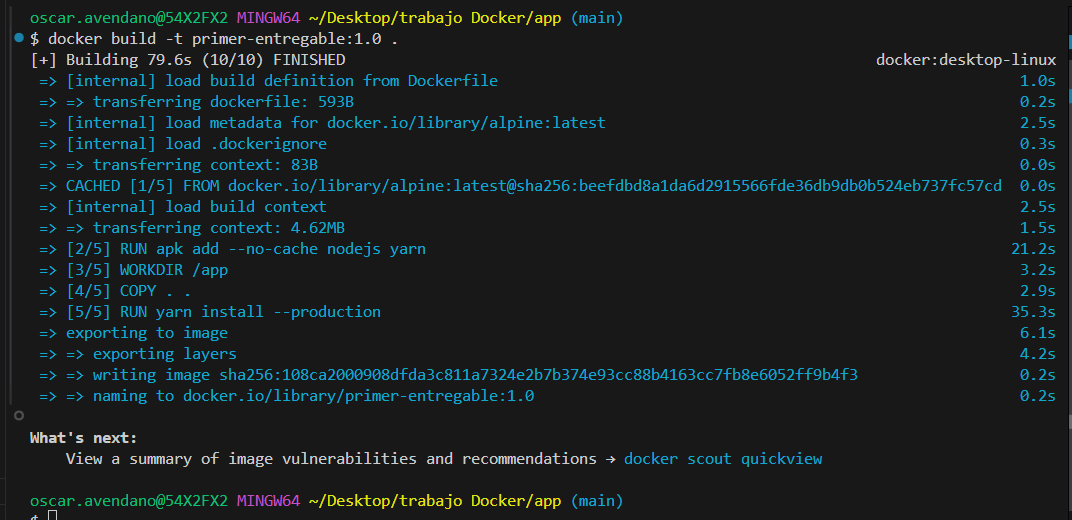 oscar.avendano@54X2FX2 MINGW64 ~/Desktop/trabajo Docker/app (main)
$ docker build -t primer-entregable:1.0 .
[+] Building 79.6s (10/10) FINISHED docker:desktop-linux
=> [internal] load build definition from Dockerfile 1.0s
=> => transferring dockerfile: 593B 0.2s
=> [internal] load metadata for docker.io/library/alpine:latest 2.5s
=> [internal] load .dockerignore 0.3s
=> => transferring context: 83B 0.0s
=> CACHED [1/5] FROM docker.io/library/alpine:latest@sha256:beefdbd8a1da6d2915566fde36db9db0b524eb737fc57cd 0.0s
=> [internal] load build context 2.5s
=> => transferring context: 4.62MB 1.5s
=> [2/5] RUN apk add --no-cache nodejs yarn 21.2s
=> [3/5] WORKDIR /app 3.2s
=> [4/5] COPY . . 2.9s
=> [5/5] RUN yarn install --production 35.3s
=> exporting to image 6.1s
=> => exporting layers 4.2s
=> => writing image sha256:108ca2000908dfda3c811a7324e2b7b374e93cc88b4163cc7fb8e6052ff9b4f3 0.2s
=> => naming to docker.io/library/primer-entregable:1.0 0.2s
What's next:
View a summary of image vulnerabilities and recommendations → docker scout quickview
oscar.avendano@54X2FX2 MINGW64 ~/Desktop/trabajo Docker/app (main)
$